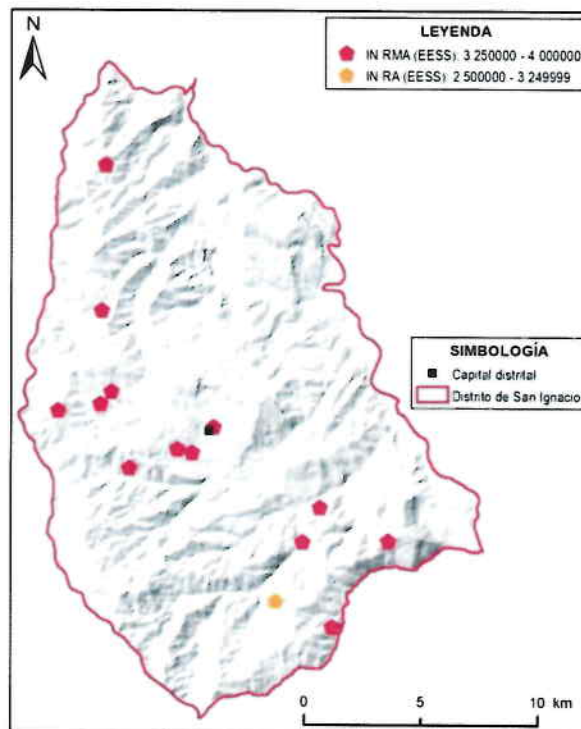 N
LEYENDA
IN RMA (EESS): 3 250000 - 4 000000
IN RA (EESS): 2 500000 - 3 249999
SIMBOLOGÍA
Capital distrital
Distrito de San Ignacio
0 5 10 km